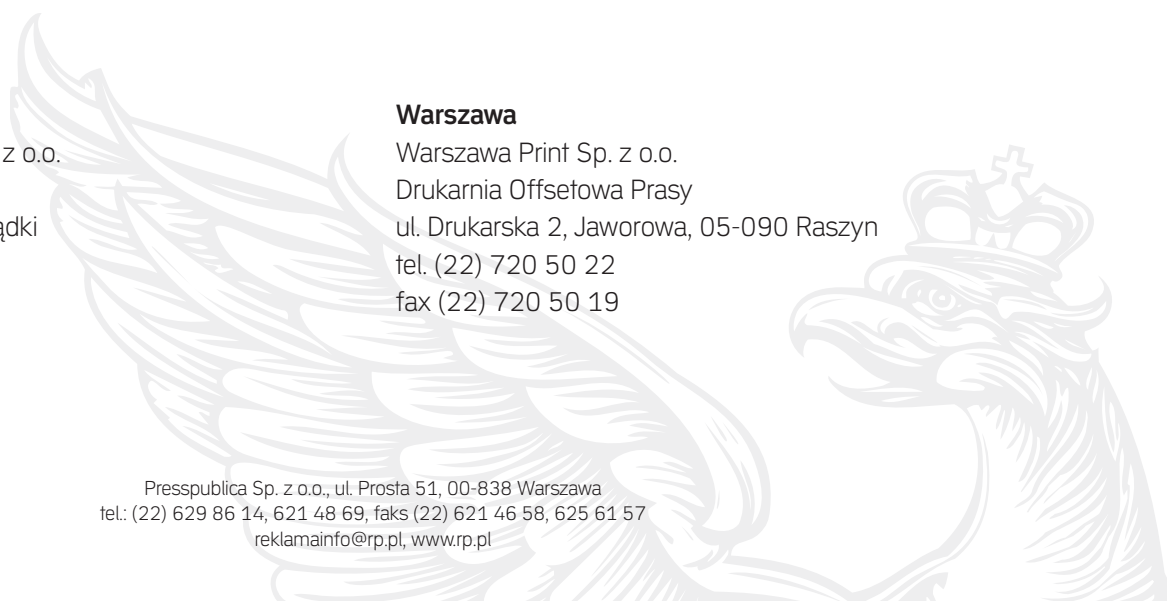 z o.o.
Warszawa
Warszawa Print Sp. z o.o.
Drukarnia Offsetowa Prasy
ul. Drukarska 2, Jaworowa, 05-090 Raszyn
tel. (22) 720 50 22
fax (22) 720 50 19
Presspublica Sp. z o.o., ul. Prosta 51, 00-838 Warszawa
tel.: (22) 629 86 14, 621 48 69, faks (22) 621 46 58, 625 61 57
reklamainfo@rp.pl, www.rp.pl